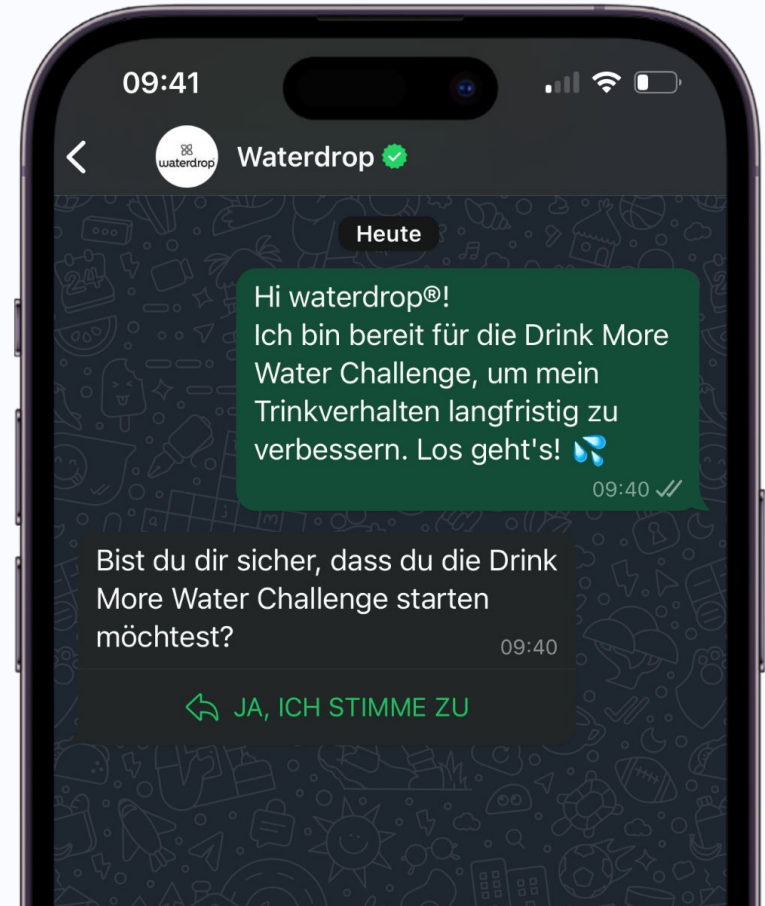 09:41
waterdrop
Waterdrop
Heute
Hi waterdrop®!
Ich bin bereit für die Drink More
Water Challenge, um mein
Trinkverhalten langfristig zu
verbessern. Los geht's! 💦
09:40
Bist du dir sicher, dass du die Drink
More Water Challenge starten
möchtest?
09:40
JA, ICH STIMME ZU